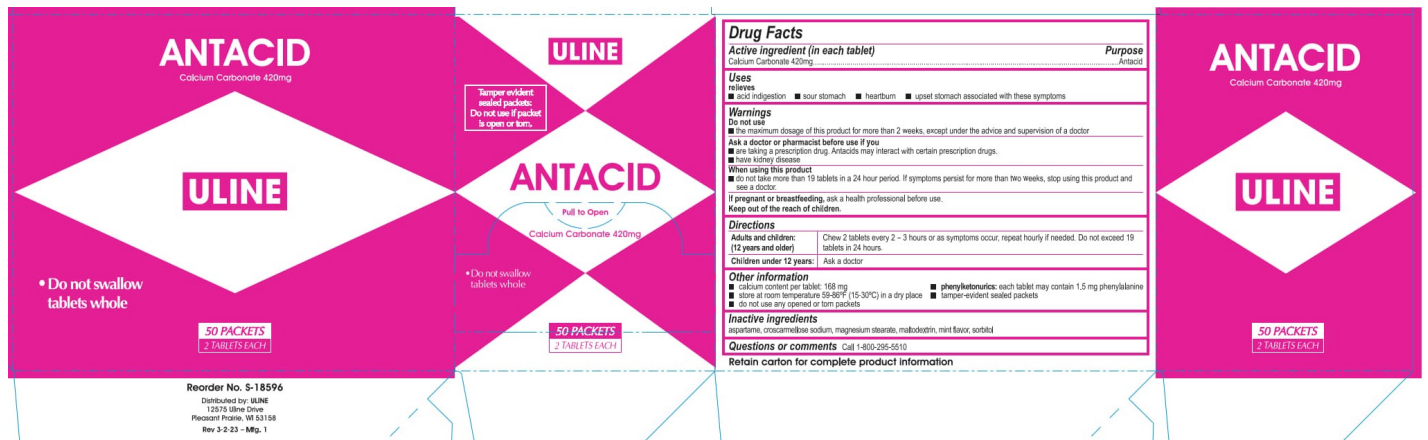 ANTACID
Calcium Carbonate 420mg
ULINE
• Do not swallow
tablets whole
50 PACKETS
2 TABLETS EACH
Reorder No. S-18596
Distributed by: ULINE
12575 Uline Drive
Pleasant Prairie, WI 53158
Rev 3-2-23 – Mfg. 1
ULINE
Tamper evident
sealed packets:
Do not use if packet
is open or torn.
ANTACID
Pull to Open
Calcium Carbonate 420mg
• Do not swallow
tablets whole
50 PACKETS
2 TABLETS EACH
Drug Facts
Active ingredient (in each tablet) Purpose
Calcium Carbonate 420mg........Antacid
Uses
relieves
■ acid indigestion ■ sour stomach ■ heartburn ■ upset stomach associated with these symptoms
Warnings
Do not use
■ the maximum dosage of this product for more than 2 weeks, except under the advice and supervision of a doctor
Ask a doctor or pharmacist before use if you
■ are taking a prescription drug. Antacids may interact with certain prescription drugs.
■ have kidney disease
When using this product
■ do not take more than 19 tablets in a 24 hour period. If symptoms persist for more than two weeks, stop using this product and
see a doctor.
If pregnant or breastfeeding, ask a health professional before use.
Keep out of the reach of children.
Directions
Adults and children: Chew 2 tablets every 2 – 3 hours or as symptoms occur, repeat hourly if needed. Do not exceed 19
(12 years and older) tablets in 24 hours.
Children under 12 years: Ask a doctor
Other information
■ calcium content per tablet: 168 mg ■ phenylketonurics: each tablet may contain 1,5 mg phenylalanine
■ store at room temperature 59-86ºF (15-30ºC) in a dry place ■ tamper-evident sealed packets
■ do not use any opened or torn packets
Inactive ingredients
aspartame, croscarmellose sodium, magnesium stearate, maltodextrin, mint flavor, sorbitol
Questions or comments Call 1-800-295-5510
Retain carton for complete product information
ANTACID
Calcium Carbonate 420mg
ULINE
50 PACKETS
2 TABLETS EACH